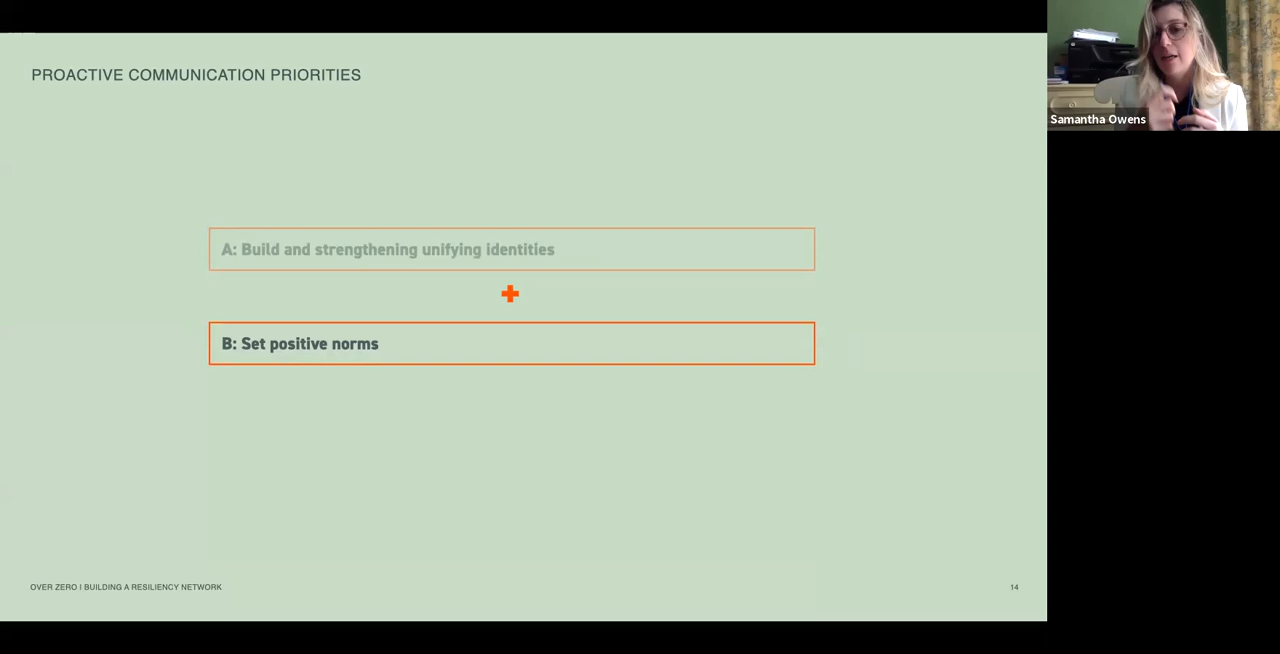 PROACTIVE COMMUNICATION PRIORITIES
Samantha Owens
A: Build and strengthening unifying identities
B: Set positive norms
OVER ZERO I BUILDING A RESILIENCY NETWORK
14